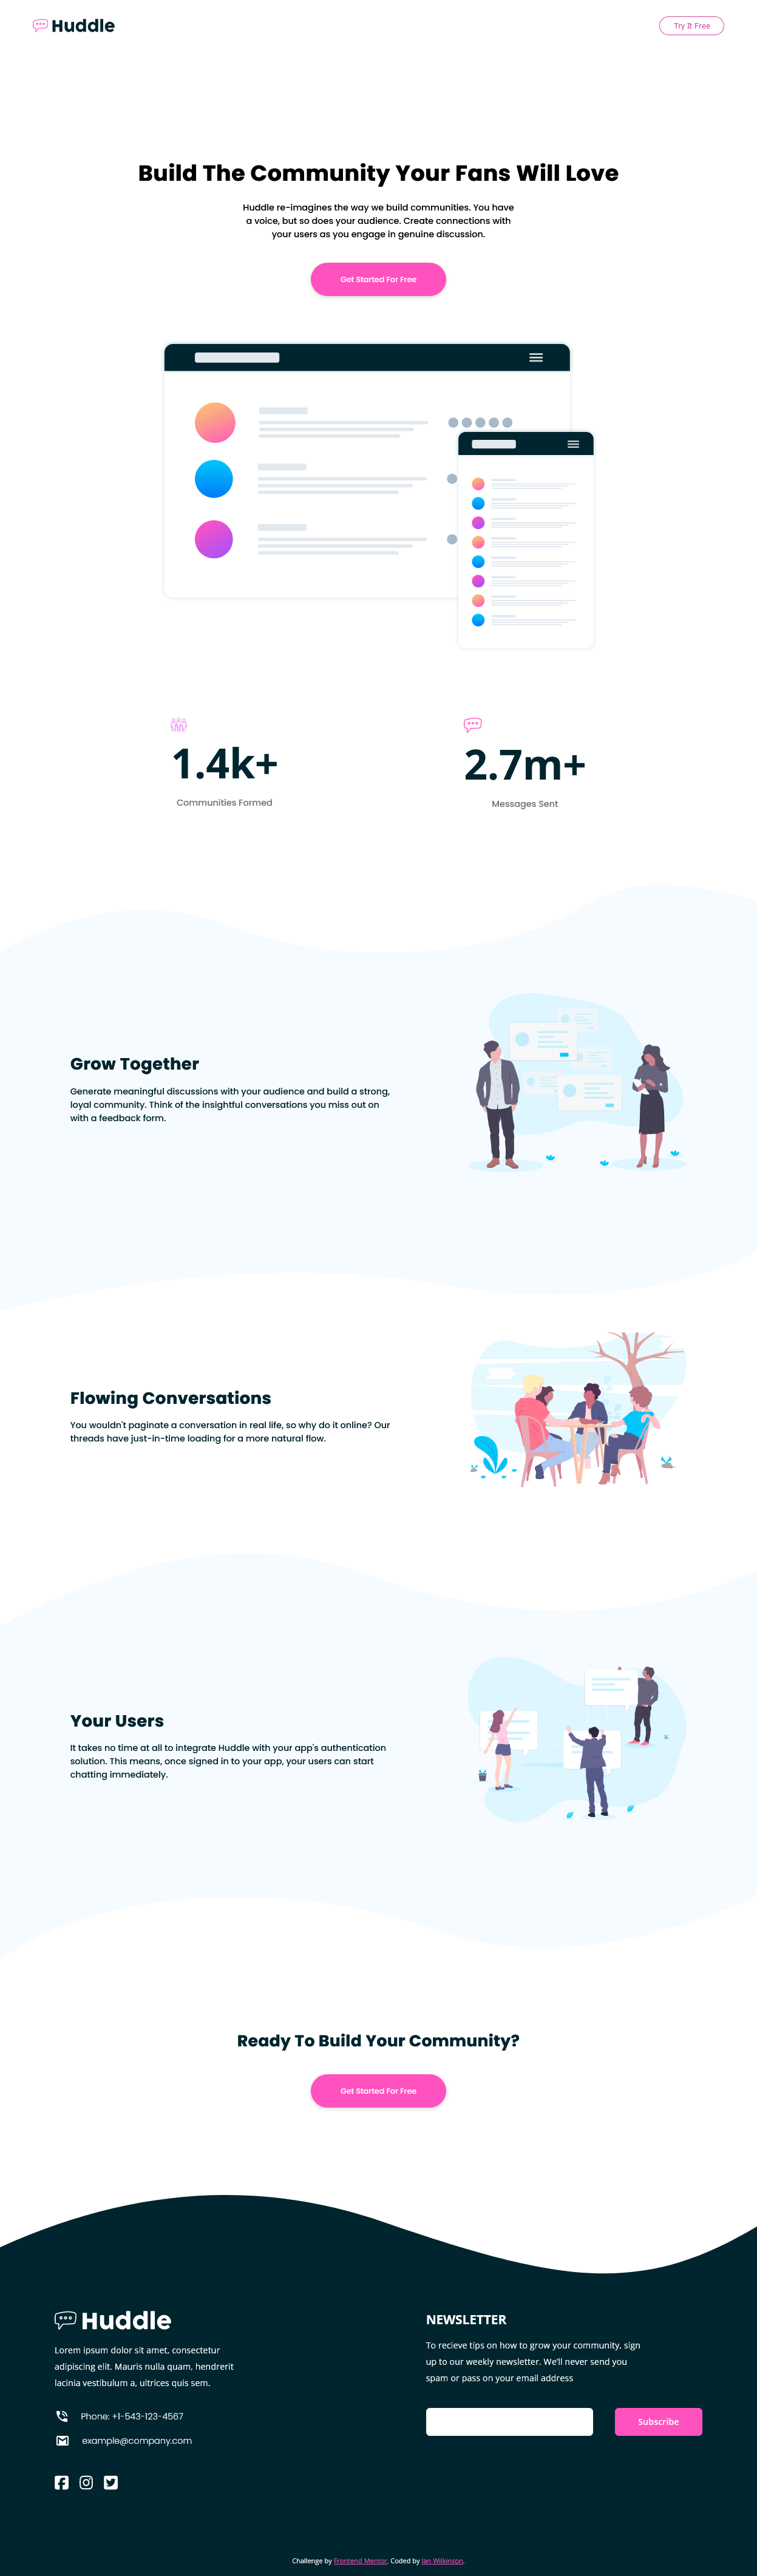 Huddle
Try It Free
Build The Community Your Fans Will Love
Huddle re-imagines the way we build communities. You have
a voice, but so does your audience. Create connections with
your users as you engage in genuine discussion.
Get Started For Free
1.4k+
Communities Formed
2.7m+
Messages Sent
Grow Together
Generate meaningful discussions with your audience and build a strong,
loyal community. Think of the insightful conversations you miss out on
with a feedback form.
Flowing Conversations
You wouldn't paginate a conversation in real life, so why do it online? Our
threads have just-in-time loading for a more natural flow.
Your Users
It takes no time at all to integrate Huddle with your app's authentication
solution. This means, once signed in to your app, your users can start
chatting immediately.
Ready To Build Your Community?
Get Started For Free
Huddle
Lorem ipsum dolor sit amet, consectetur
adipiscing elit. Mauris nulla quam, hendrerit
lacinia vestibulum a, ultrices quis sem.
Phone: +1-543-123-4567
example@company.com
NEWSLETTER
To recieve tips on how to grow your community, sign
up to our weekly newsletter. We'll never send you
spam or pass on your email address
Subscribe
Challenge by Frontend Mentor. Coded by Jan Wilkinson.